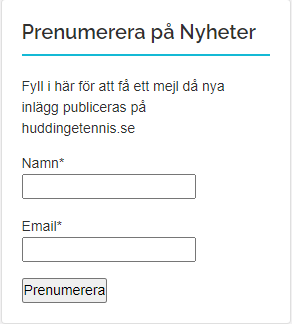 Prenumerera på Nyheter
Fyll i här för att få ett mejl då nya
inlägg publiceras på
huddingetennis.se
Namn*
Email*
Prenumerera